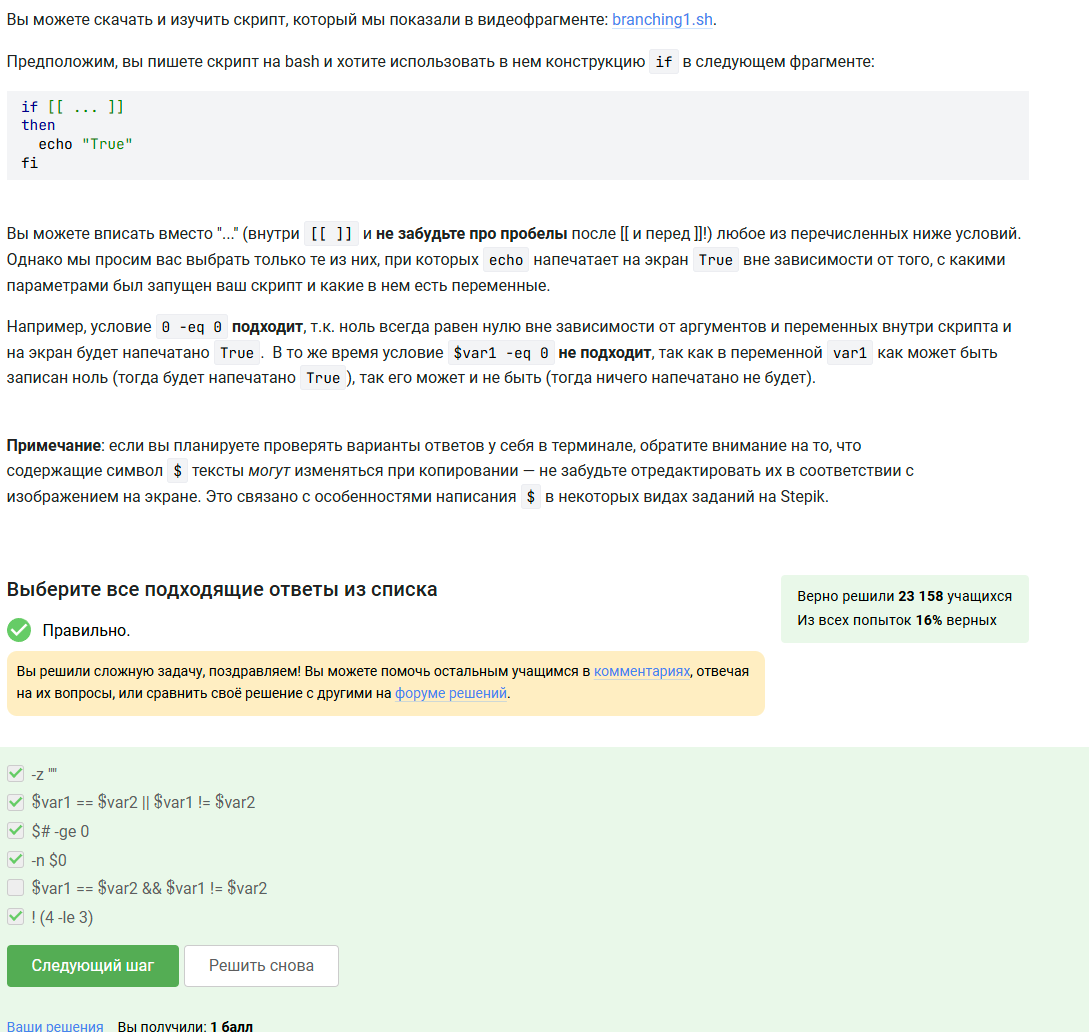 Вы можете скачать и изучить скрипт, который мы показали в видеофрагменте: branching1.sh.
Предположим, вы пишете скрипт на bash и хотите использовать в нем конструкцию if в следующем фрагменте:
if [[ ... ]]
then
  echo "True"
fi
Вы можете вписать вместо "..." (внутри [[ ]] и не забудьте про пробелы после [[ и перед ]]!) любое из перечисленных ниже условий.
Однако мы просим вас выбрать только те из них, при которых echo напечатает на экран True вне зависимости от того, с какими
параметрами был запущен ваш скрипт и какие в нем есть переменные.
Например, условие 0 -eq 0 подходит, т.к. ноль всегда равен нулю вне зависимости от аргументов и переменных внутри скрипта и
на экран будет напечатано True. В то же время условие $var1 -eq 0 не подходит, так как в переменной var1 как может быть
записан ноль (тогда будет напечатано True), так его может и не быть (тогда ничего напечатано не будет).
Примечание: если вы планируете проверять варианты ответов у себя в терминале, обратите внимание на то, что
содержащие символ $ тексты могут изменяться при копировании — не забудьте отредактировать их в соответствии с
изображением на экране. Это связано с особенностями написания $ в некоторых видах заданий на Stepik.
Выберите все подходящие ответы из списка
Верно решили 23 158 учащихся
Из всех попыток 16% верных
Правильно.
Вы решили сложную задачу, поздравляем! Вы можете помочь остальным учащимся в комментариях, отвечая
на их вопросы, или сравнить своё решение с другими на форуме решений.
-z ""
$var1 == $var2 || $var1 != $var2
$# -ge 0
-n $0
$var1 == $var2 && $var1 != $var2
! (4 -le 3)
Следующий шаг
Решить снова
Ваши решения Вы получили: 1 балл